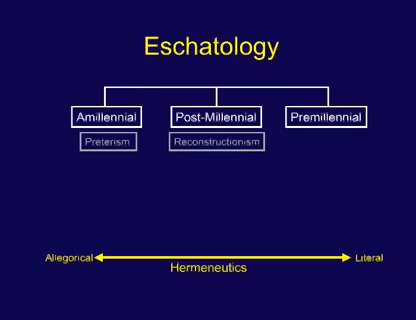 Eschatology
Amillennial Post-Millennial Premillennial
Preterism Reconstructionism
Allegorical Literal
Hermeneutics